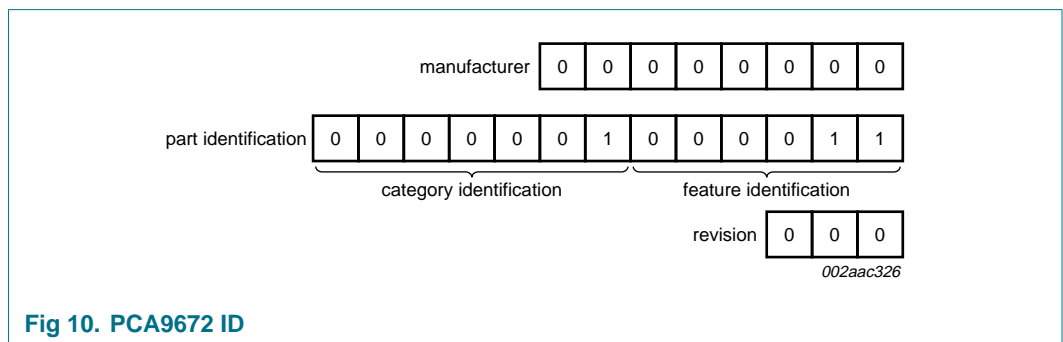 manufacturer 0 0 0 0 0 0 0 0
part identification 0 0 0 0 0 0 1 0 0 0 0 1 1
category identification feature identification
revision 0 0 0
002aac326
Fig 10. PCA9672 ID